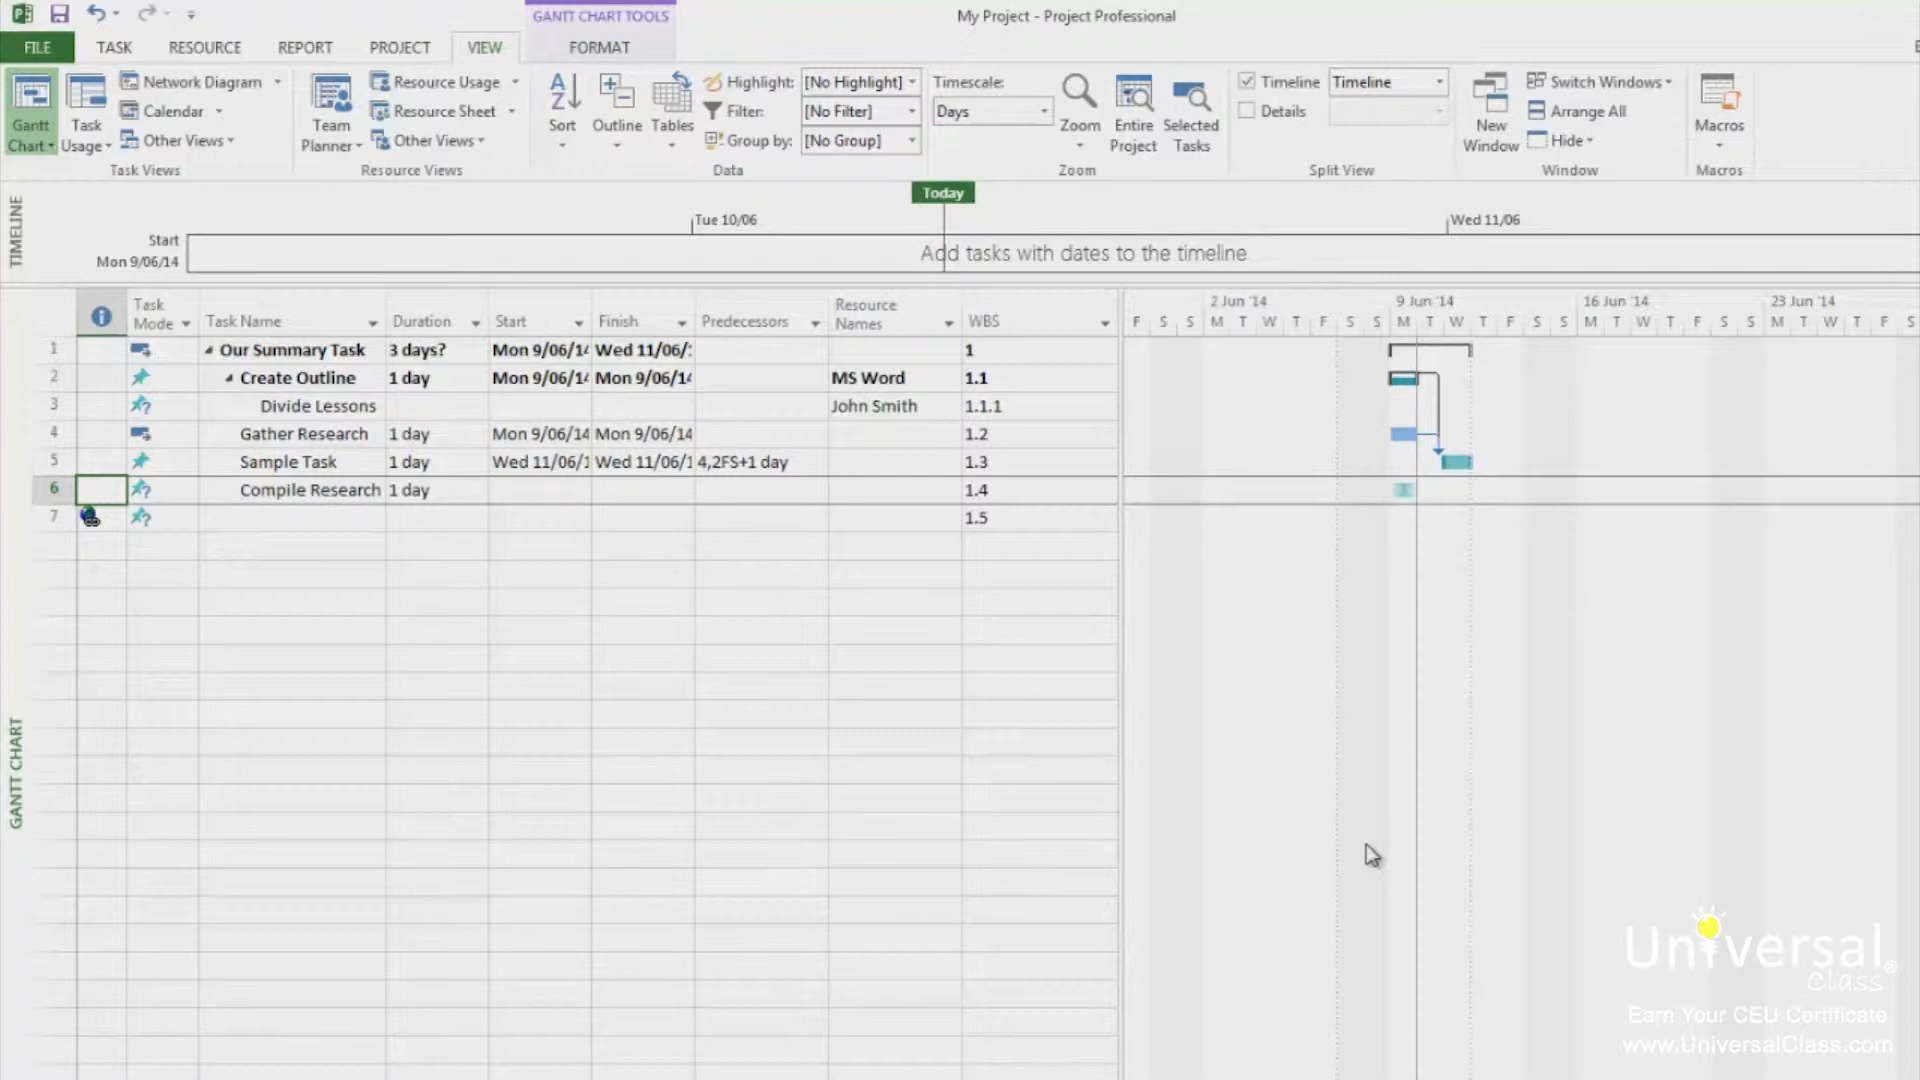 My Project - Project Professional
GANTT CHART TOOLS
FILE TASK RESOURCE REPORT PROJECT VIEW FORMAT
Gantt Chart
Task Usage
Network Diagram
Calendar
Other Views
Task Views
Team Planner
Resource Usage
Resource Sheet
Other Views
Resource Views
Sort
Outline
Tables
Highlight: [No Highlight]
Filter: [No Filter]
Group by: [No Group]
Data
Timescale:
Days
Zoom
Entire Project
Selected Tasks
Zoom
Timeline Timeline
Details
Split View
New Window
Switch Windows
Arrange All
Hide
Window
Macros
Macros
TIMELINE
Today
Tue 10/06 Wed 11/06
Start
Mon 9/06/14
Add tasks with dates to the timeline
GANTT CHART
Task Mode Task Name Duration Start Finish Predecessors Resource Names WBS
2 Jun '14 9 Jun '14 16 Jun '14 23 Jun '14
F S S M T W T F S S M T W T F S S M T W T F S S M T W T F S
1 Our Summary Task 3 days? Mon 9/06/14 Wed 11/06/: 1
2 Create Outline 1 day Mon 9/06/14 Mon 9/06/14 MS Word 1.1
3 Divide Lessons John Smith 1.1.1
4 Gather Research 1 day Mon 9/06/14 Mon 9/06/14 1.2
5 Sample Task 1 day Wed 11/06/1 Wed 11/06/1 4,2FS+1 day 1.3
6 Compile Research 1 day 1.4
7 1.5
Universal
Class ®
Earn Your CEU Certificate
www.UniversalClass.com